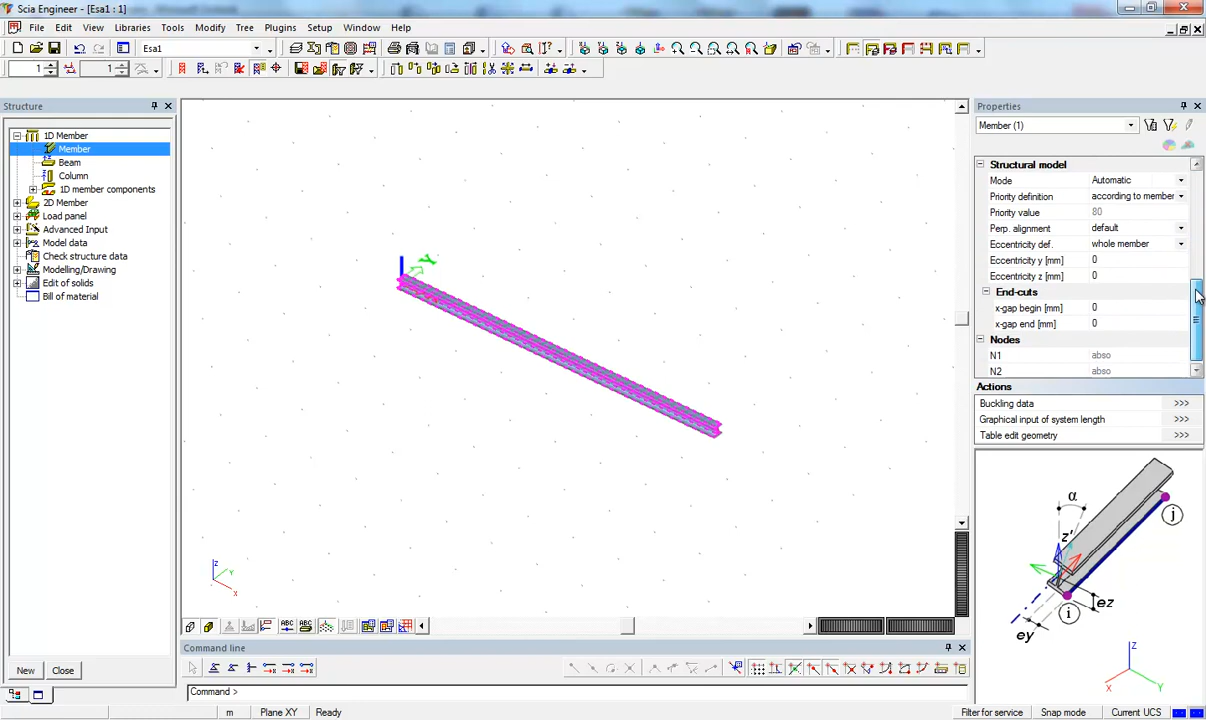 Scia Engineer - [Esa1 : 1]
File Edit View Libraries Tools Modify Tree Plugins Setup Window Help
Esa1
1 1
Structure
1D Member
Member
Beam
Column
1D member components
2D Member
Load panel
Advanced Input
Model data
Check structure data
Modelling/Drawing
Edit of solids
Bill of material
New Close
Y
Z
Y
X
ABC ABC
Command line
Command >
m Plane XY Ready Filter for service Snap mode Current UCS
Properties
Member (1)
Structural model
Mode Automatic
Priority definition according to member
Priority value 80
Perp. alignment default
Eccentricity def. whole member
Eccentricity y [mm] 0
Eccentricity z [mm] 0
End-cuts
x-gap begin [mm] 0
x-gap end [mm] 0
Nodes
N1 abso
N2 abso
Actions
Buckling data >>>
Graphical input of system length >>>
Table edit geometry >>>
α
z'
j
i
ez
ey
Z
X Y